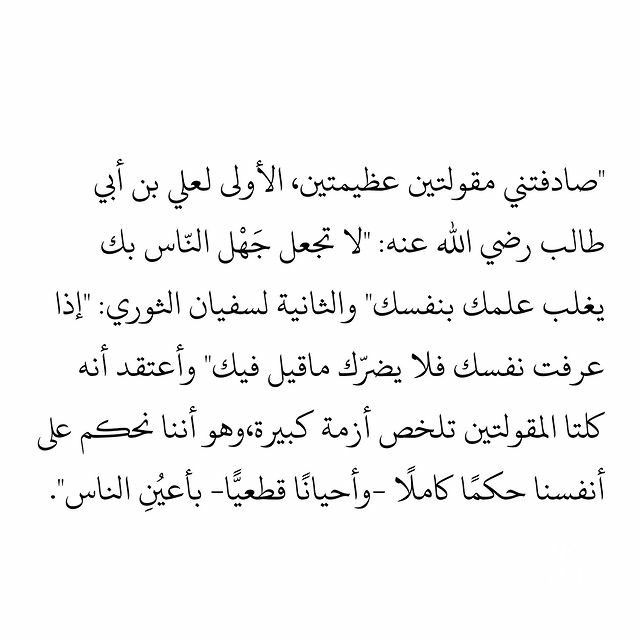 "صادفتني مقولتين عظيمتين، الأولى لعلي بن أبي
طالب رضي الله عنه: "لا تجعل جَهْل النّاس بك
يغلب علمك بنفسك" والثانية لسفيان الثوري: "إذا
عرفت نفسك فلا يضرّك ماقيل فيك" وأعتقد أنه
كلتا المقولتين تلخص أزمة كبيرة،وهو أننا نحكم على
أنفسنا حكمًا كاملًا -وأحيانًا قطعيًّا- بأعيُنِ الناس".